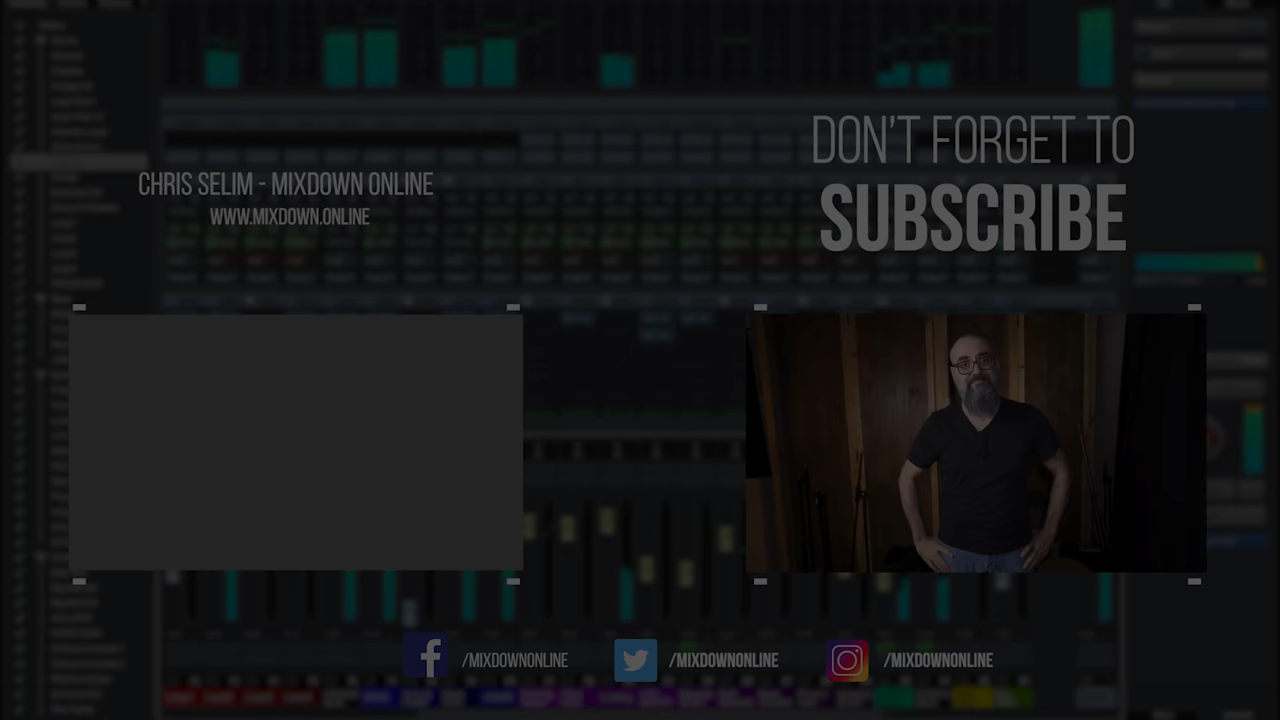 CHRIS SELIM - MIXDOWN ONLINE
WWW.MIXDOWN.ONLINE
DON'T FORGET TO
SUBSCRIBE
/MIXDOWNONLINE
/MIXDOWNONLINE
/MIXDOWNONLINE